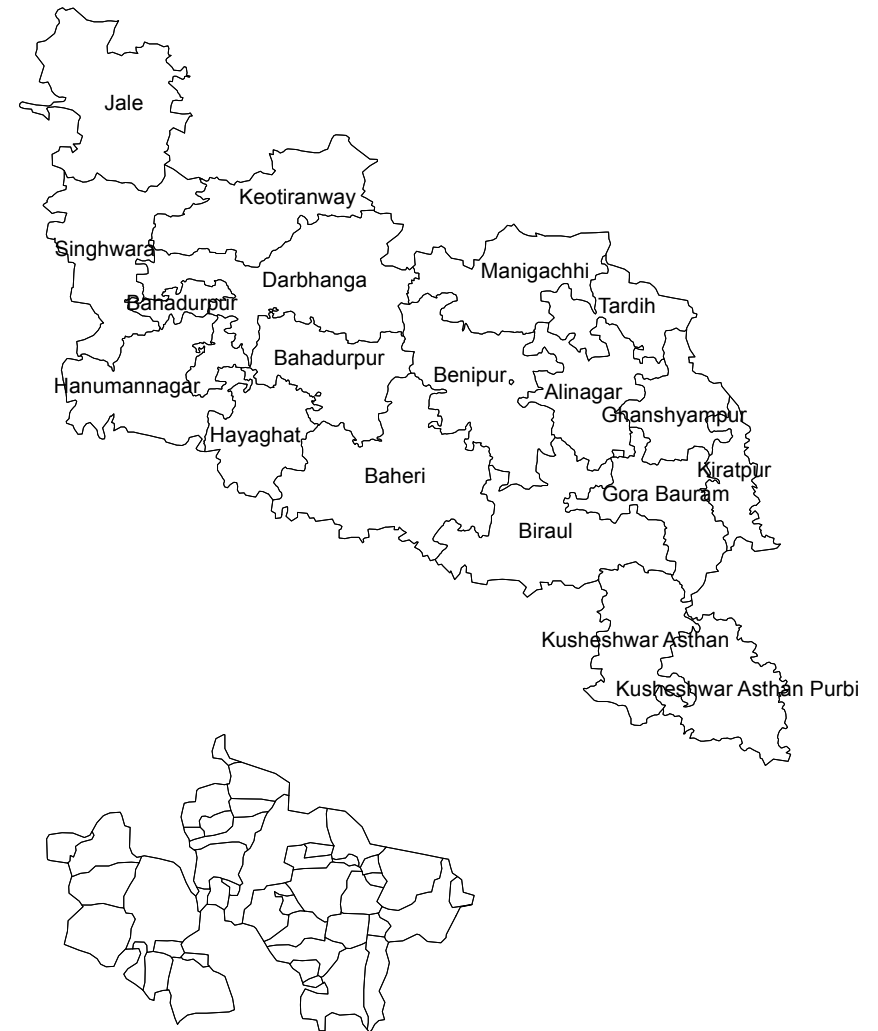 Jale
Keotiranway
Singhwara
Manigachhi
Darbhanga
Bahadurpur
Tardih
Bahadurpur
Benipur
Hanumannagar
Alinagar
Ghanshyampur
Hayaghat
Kiratpur
Baheri
Gora Bauram
Biraul
Kusheshwar Asthan
Kusheshwar Asthan Purbi